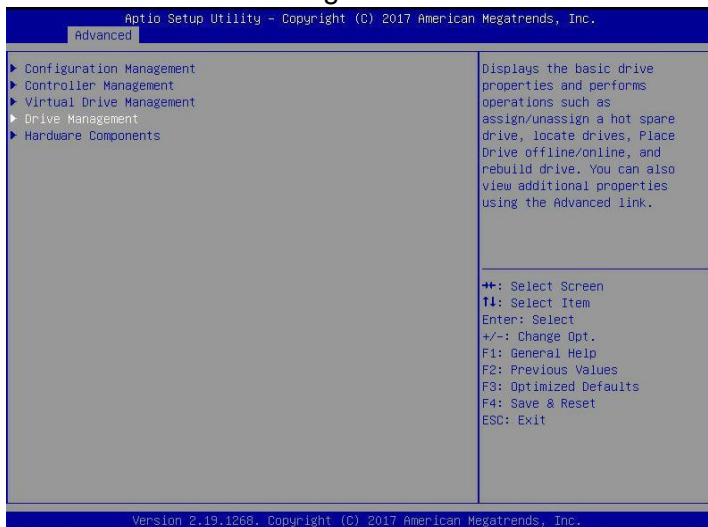 Aptio Setup Utility – Copyright (C) 2017 American Megatrends, Inc.
Advanced
Configuration Management
Controller Management
Virtual Drive Management
Drive Management
Hardware Components
Displays the basic drive
properties and performs
operations such as
assign/unassign a hot spare
drive, locate drives, Place
Drive offline/online, and
rebuild drive. You can also
view additional properties
using the Advanced link.
→←: Select Screen
↑↓: Select Item
Enter: Select
+/-: Change Opt.
F1: General Help
F2: Previous Values
F3: Optimized Defaults
F4: Save & Reset
ESC: Exit
Version 2.19.1268. Copyright (C) 2017 American Megatrends, Inc.